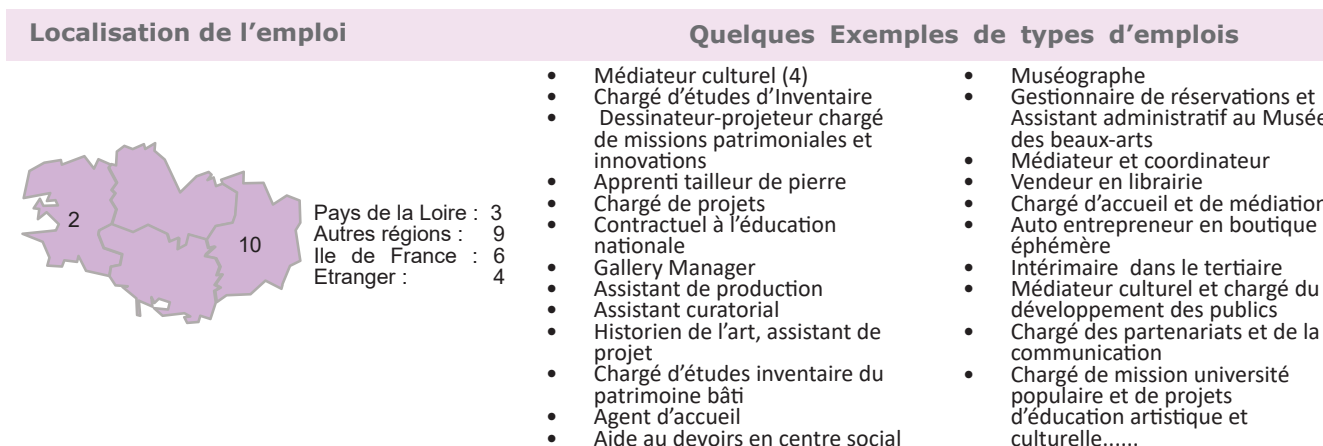 Localisation de l’emploi
Quelques Exemples de types d’emplois
2
10
Pays de la Loire : 3
Autres régions : 9
Ile de France : 6
Etranger : 4
• Médiateur culturel (4)
• Chargé d’études d’Inventaire
• Dessinateur-projeteur chargé
de missions patrimoniales et
innovations
• Apprenti tailleur de pierre
• Chargé de projets
• Contractuel à l’éducation
nationale
• Gallery Manager
• Assistant de production
• Assistant curatorial
• Historien de l’art, assistant de
projet
• Chargé d’études inventaire du
patrimoine bâti
• Agent d’accueil
• Aide au devoirs en centre social
• Muséographe
• Gestionnaire de réservations et
Assistant administratif au Musée
des beaux-arts
• Médiateur et coordinateur
• Vendeur en librairie
• Chargé d’accueil et de médiation
• Auto entrepreneur en boutique
éphémère
• Intérimaire dans le tertiaire
• Médiateur culturel et chargé du
développement des publics
• Chargé des partenariats et de la
communication
• Chargé de mission université
populaire et de projets
d’éducation artistique et
culturelle......